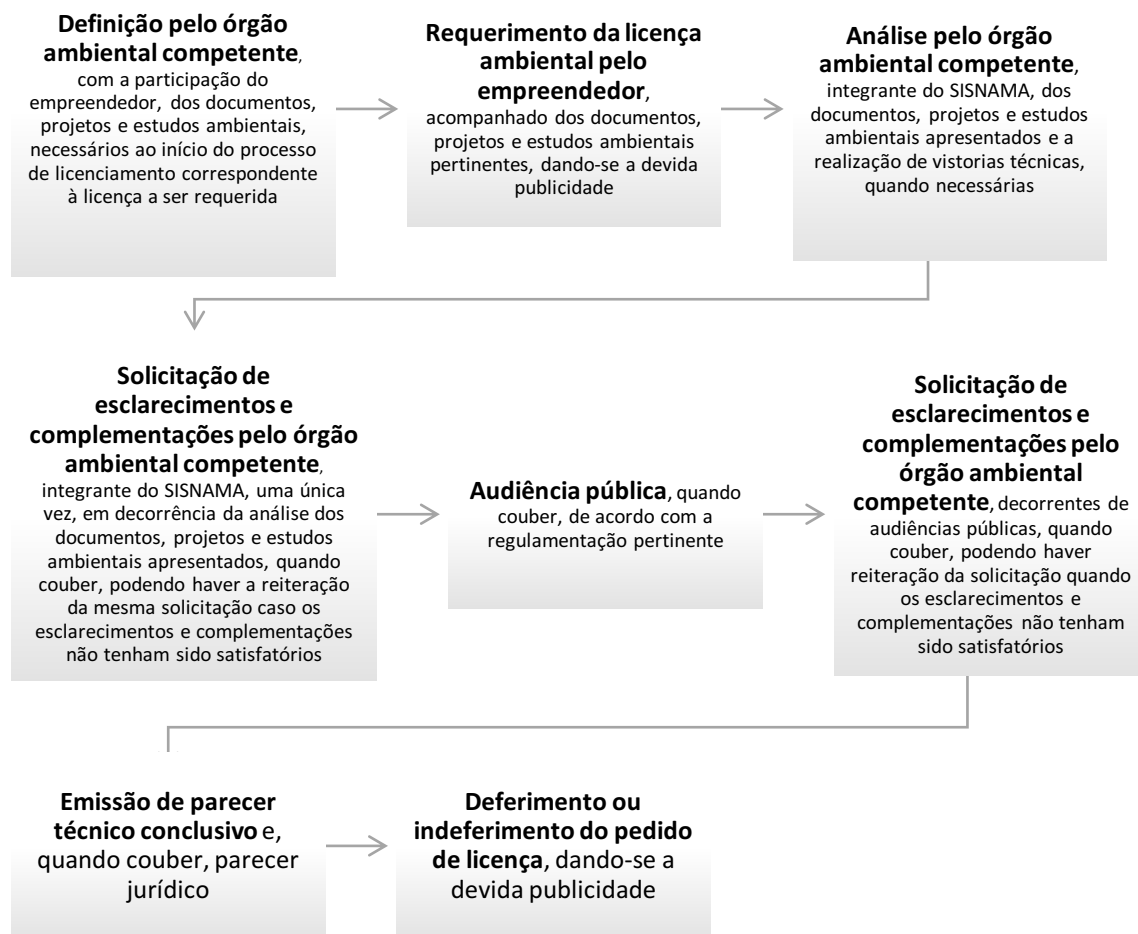 Definição pelo órgão
ambiental competente,
com a participação do
empreendedor, dos documentos,
projetos e estudos ambientais,
necessários ao início do processo
de licenciamento correspondente
à licença a ser requerida
Requerimento da licença
ambiental pelo
empreendedor,
acompanhado dos documentos,
projetos e estudos ambientais
pertinentes, dando-se a devida
publicidade
Análise pelo órgão
ambiental competente,
integrante do SISNAMA, dos
documentos, projetos e estudos
ambientais apresentados e a
realização de vistorias técnicas,
quando necessárias
Solicitação de
esclarecimentos e
complementações pelo órgão
ambiental competente,
integrante do SISNAMA, uma única
vez, em decorrência da análise dos
documentos, projetos e estudos
ambientais apresentados, quando
couber, podendo haver a reiteração
da mesma solicitação caso os
esclarecimentos e complementações
não tenham sido satisfatórios
Audiência pública, quando
couber, de acordo com a
regulamentação pertinente
Solicitação de
esclarecimentos e
complementações pelo
órgão ambiental
competente, decorrentes de
audiências públicas, quando
couber, podendo haver
reiteração da solicitação quando
os esclarecimentos e
complementações não tenham
sido satisfatórios
Emissão de parecer
técnico conclusivo e,
quando couber, parecer
jurídico
Deferimento ou
indeferimento do pedido
de licença, dando-se a
devida publicidade